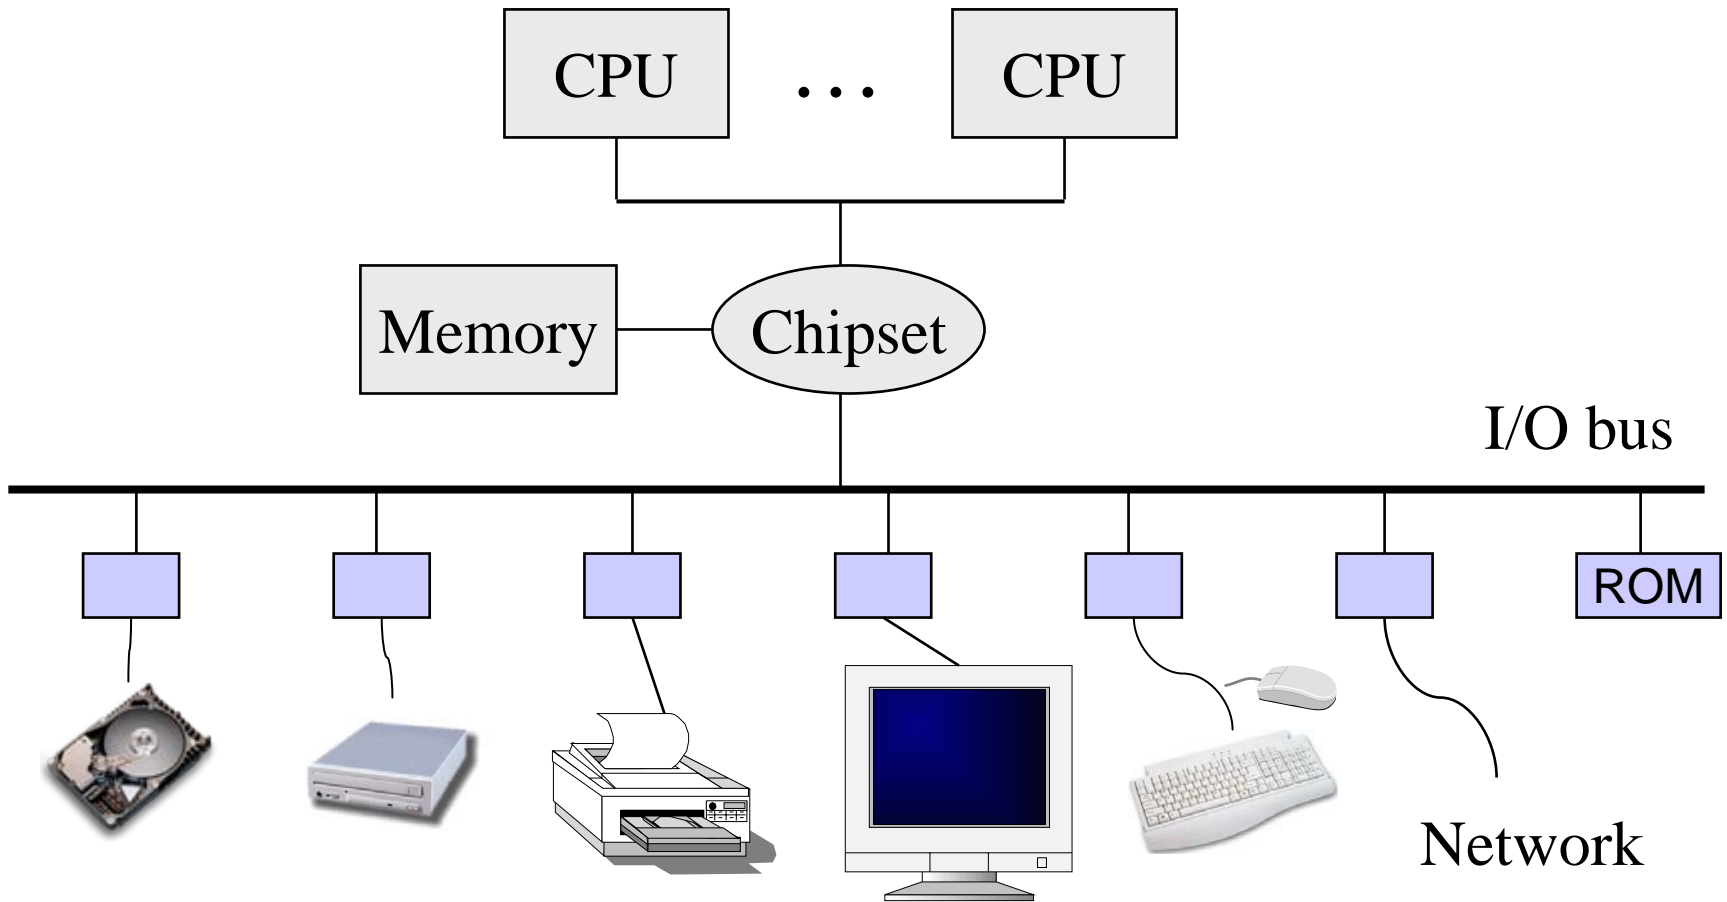 CPU ... CPU
Memory
Chipset
I/O bus
ROM
Network